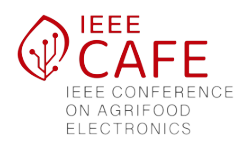 IEEE
CAFE
IEEE CONFERENCE
ON AGRIFOOD
ELECTRONICS